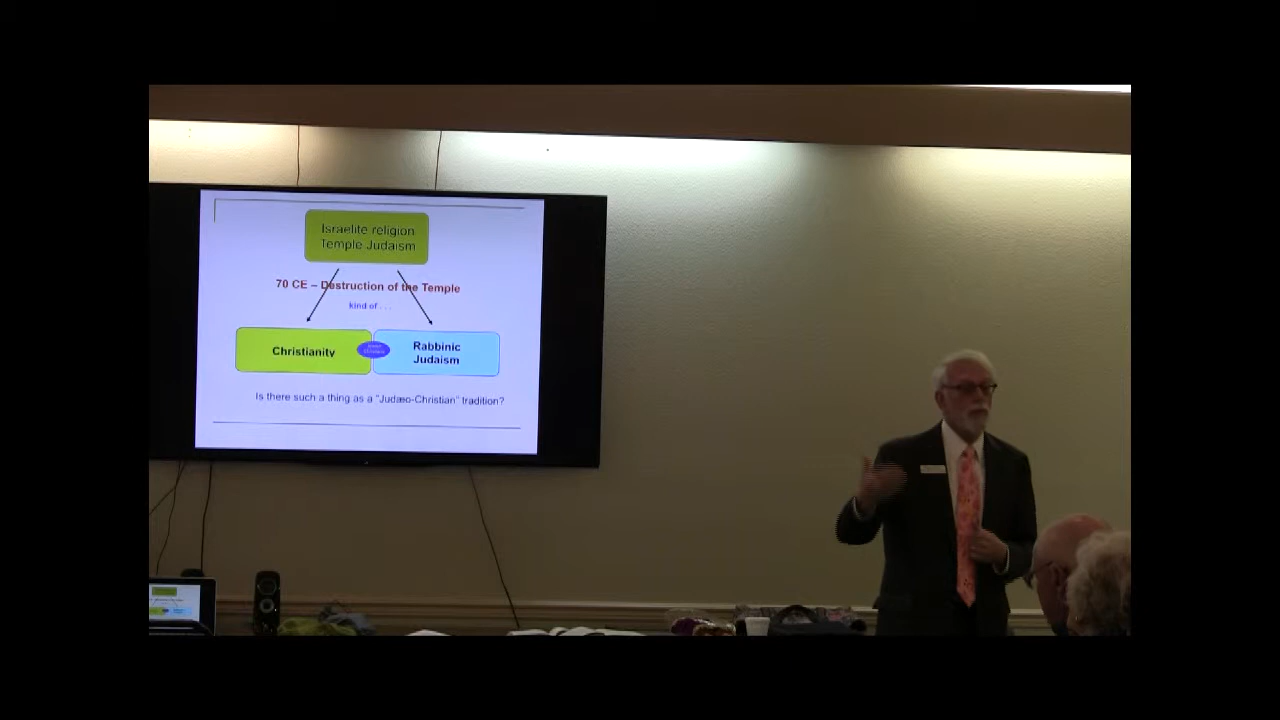 Israelite religion
Temple Judaism
70 CE – Destruction of the Temple
kind of . . .
Christianity
Rabbinic
Judaism
Is there such a thing as a "Judæo-Christian" tradition?